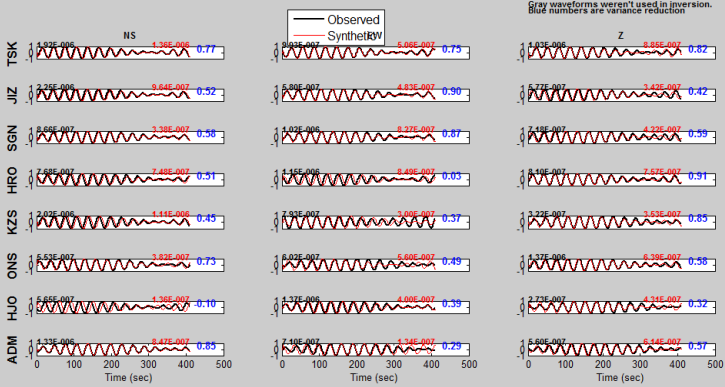 Gray waveforms weren't used in inversion.
Blue numbers are variance reduction
Observed
Synthetic
NS EW Z
TSK 1.92E-006 1.36E-006 0.77 9.93E-007 5.06E-007 0.75 1.03E-006 8.85E-007 0.82
JIZ 2.25E-006 9.64E-007 0.52 5.80E-007 4.83E-007 0.90 5.77E-007 3.42E-007 0.42
SGN 8.66E-007 3.38E-007 0.58 1.02E-006 8.27E-007 0.87 7.18E-007 4.22E-007 0.59
HRO 7.68E-007 7.48E-007 0.51 1.15E-006 8.49E-007 0.03 8.10E-007 7.57E-007 0.91
KZS 2.02E-006 1.11E-006 0.45 7.93E-007 3.00E-007 0.37 3.22E-007 3.53E-007 0.85
ONS 5.53E-007 3.82E-007 0.73 6.02E-007 5.60E-007 0.49 1.37E-006 6.39E-007 0.58
HJO 5.65E-007 1.36E-007 -0.10 1.37E-006 4.00E-007 0.39 2.73E-007 4.31E-007 0.32
ADM 1.33E-006 8.47E-007 0.85 7.10E-007 1.34E-007 0.29 5.60E-007 5.14E-007 0.57
0 100 200 300 400 500 0 100 200 300 400 500 0 100 200 300 400 500
Time (sec) Time (sec) Time (sec)